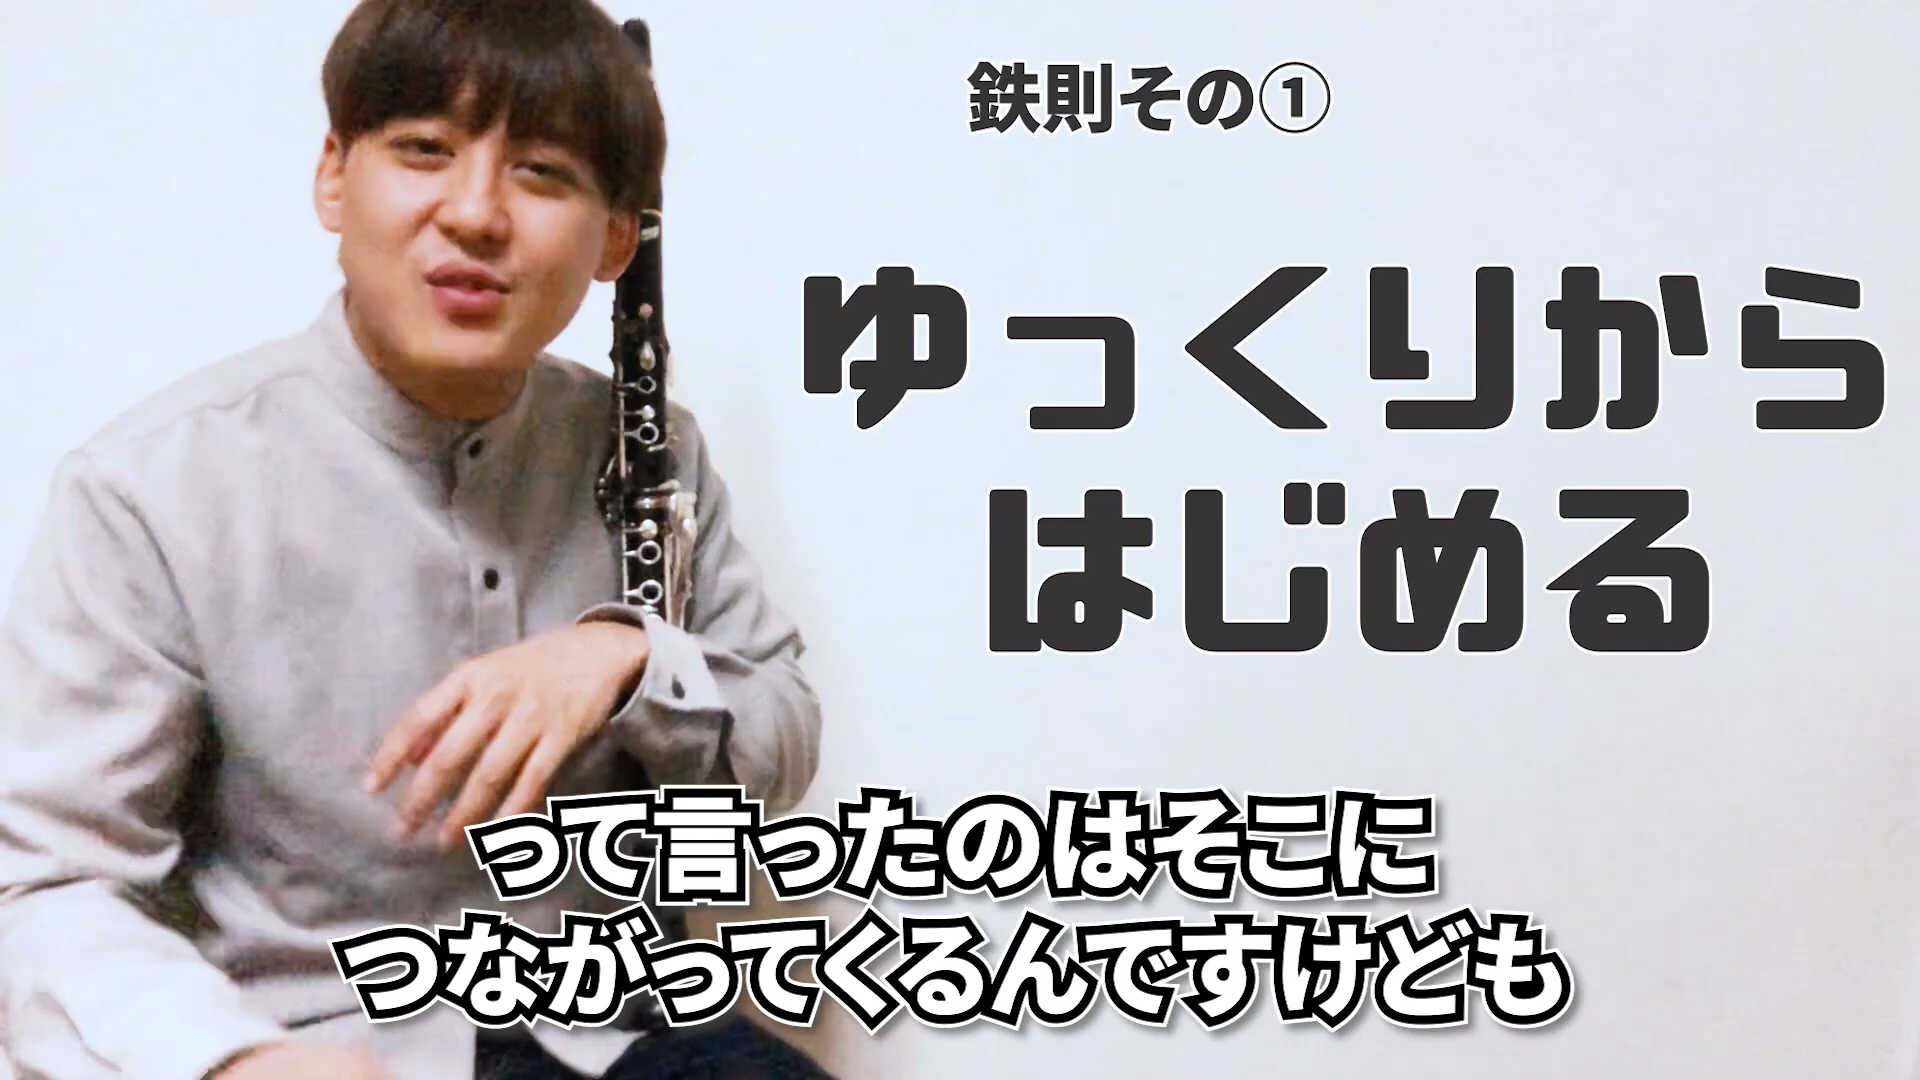 鉄則その①
ゆっくりから
はじめる
って言ったのはそこに
つながってくるんですけども